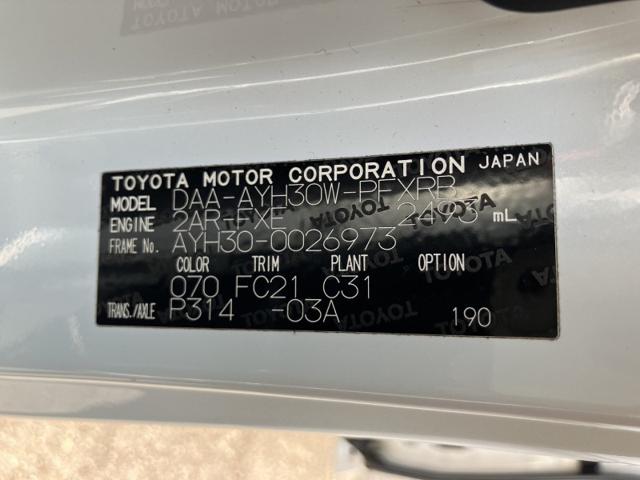 TOYOTA MOTOR CORPORATION JAPAN
MODEL DAA-AYH30W-PFXRB
ENGINE 2AR-FXE 2493 mL
FRAME No. AYH30-0026973
COLOR TRIM PLANT OPTION
070 FC21 C31
TRANS./AXLE P314 -03A 190